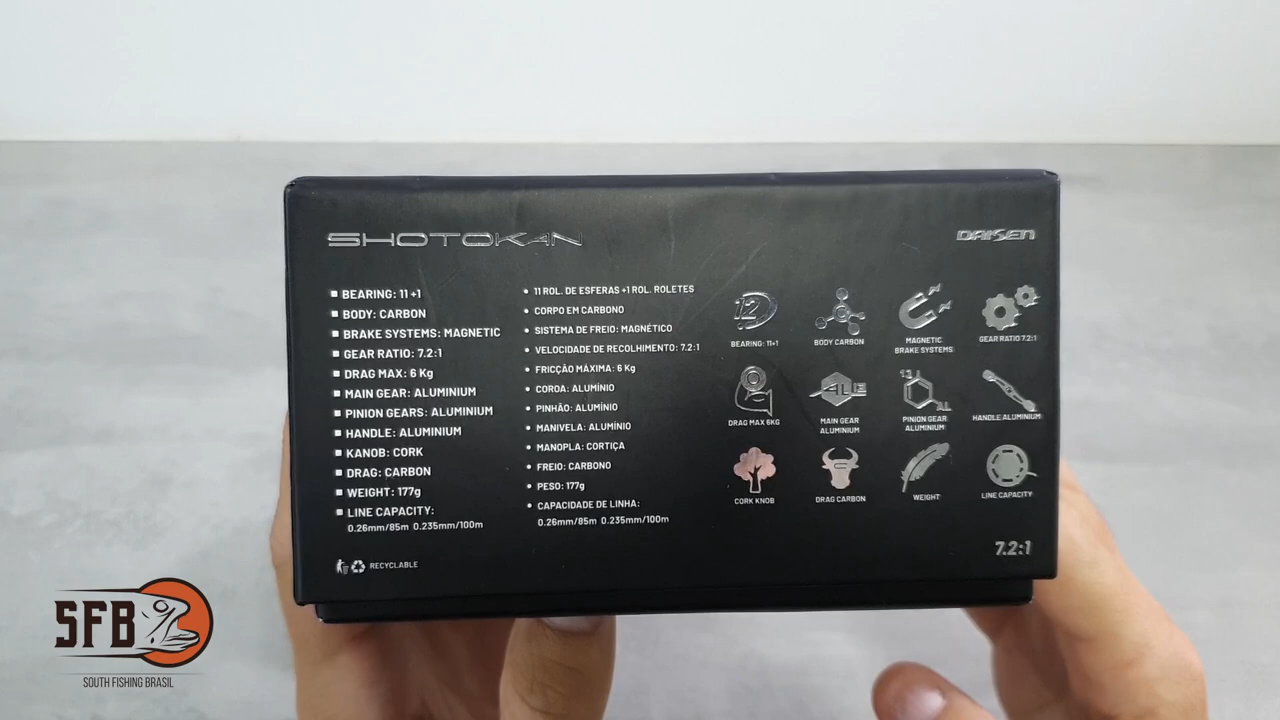 SHOTOKAN
DAISEN
BEARING: 11 +1
BODY: CARBON
BRAKE SYSTEMS: MAGNETIC
GEAR RATIO: 7.2:1
DRAG MAX: 6 Kg
MAIN GEAR: ALUMINIUM
PINION GEARS: ALUMINIUM
HANDLE: ALUMINIUM
KANOB: CORK
DRAG: CARBON
WEIGHT: 177g
LINE CAPACITY:
0.26mm/85m 0.235mm/100m
RECYCLABLE
11 ROL. DE ESFERAS +1 ROL. ROLETES
CORPO EM CARBONO
SISTEMA DE FREIO: MAGNÉTICO
VELOCIDADE DE RECOLHIMENTO: 7.2:1
FRICÇÃO MÁXIMA: 6 Kg
COROA: ALUMÍNIO
PINHÃO: ALUMÍNIO
MANIVELA: ALUMÍNIO
MANOPLA: CORTIÇA
FREIO: CARBONO
PESO: 177g
CAPACIDADE DE LINHA:
0.26mm/85m 0.235mm/100m
12
BEARING: 11+1
C
BODY CARBON
MAGNETIC
BRAKE SYSTEMS
GEAR RATIO 7.2:1
DRAG MAX 6KG
MAIN GEAR
ALUMINIUM
13
AL
PINION GEAR
ALUMINIUM
HANDLE ALUMINIUM
CORK KNOB
C
DRAG CARBON
WEIGHT
LINE CAPACITY
7.2:1
SFB
SOUTH FISHING BRASIL